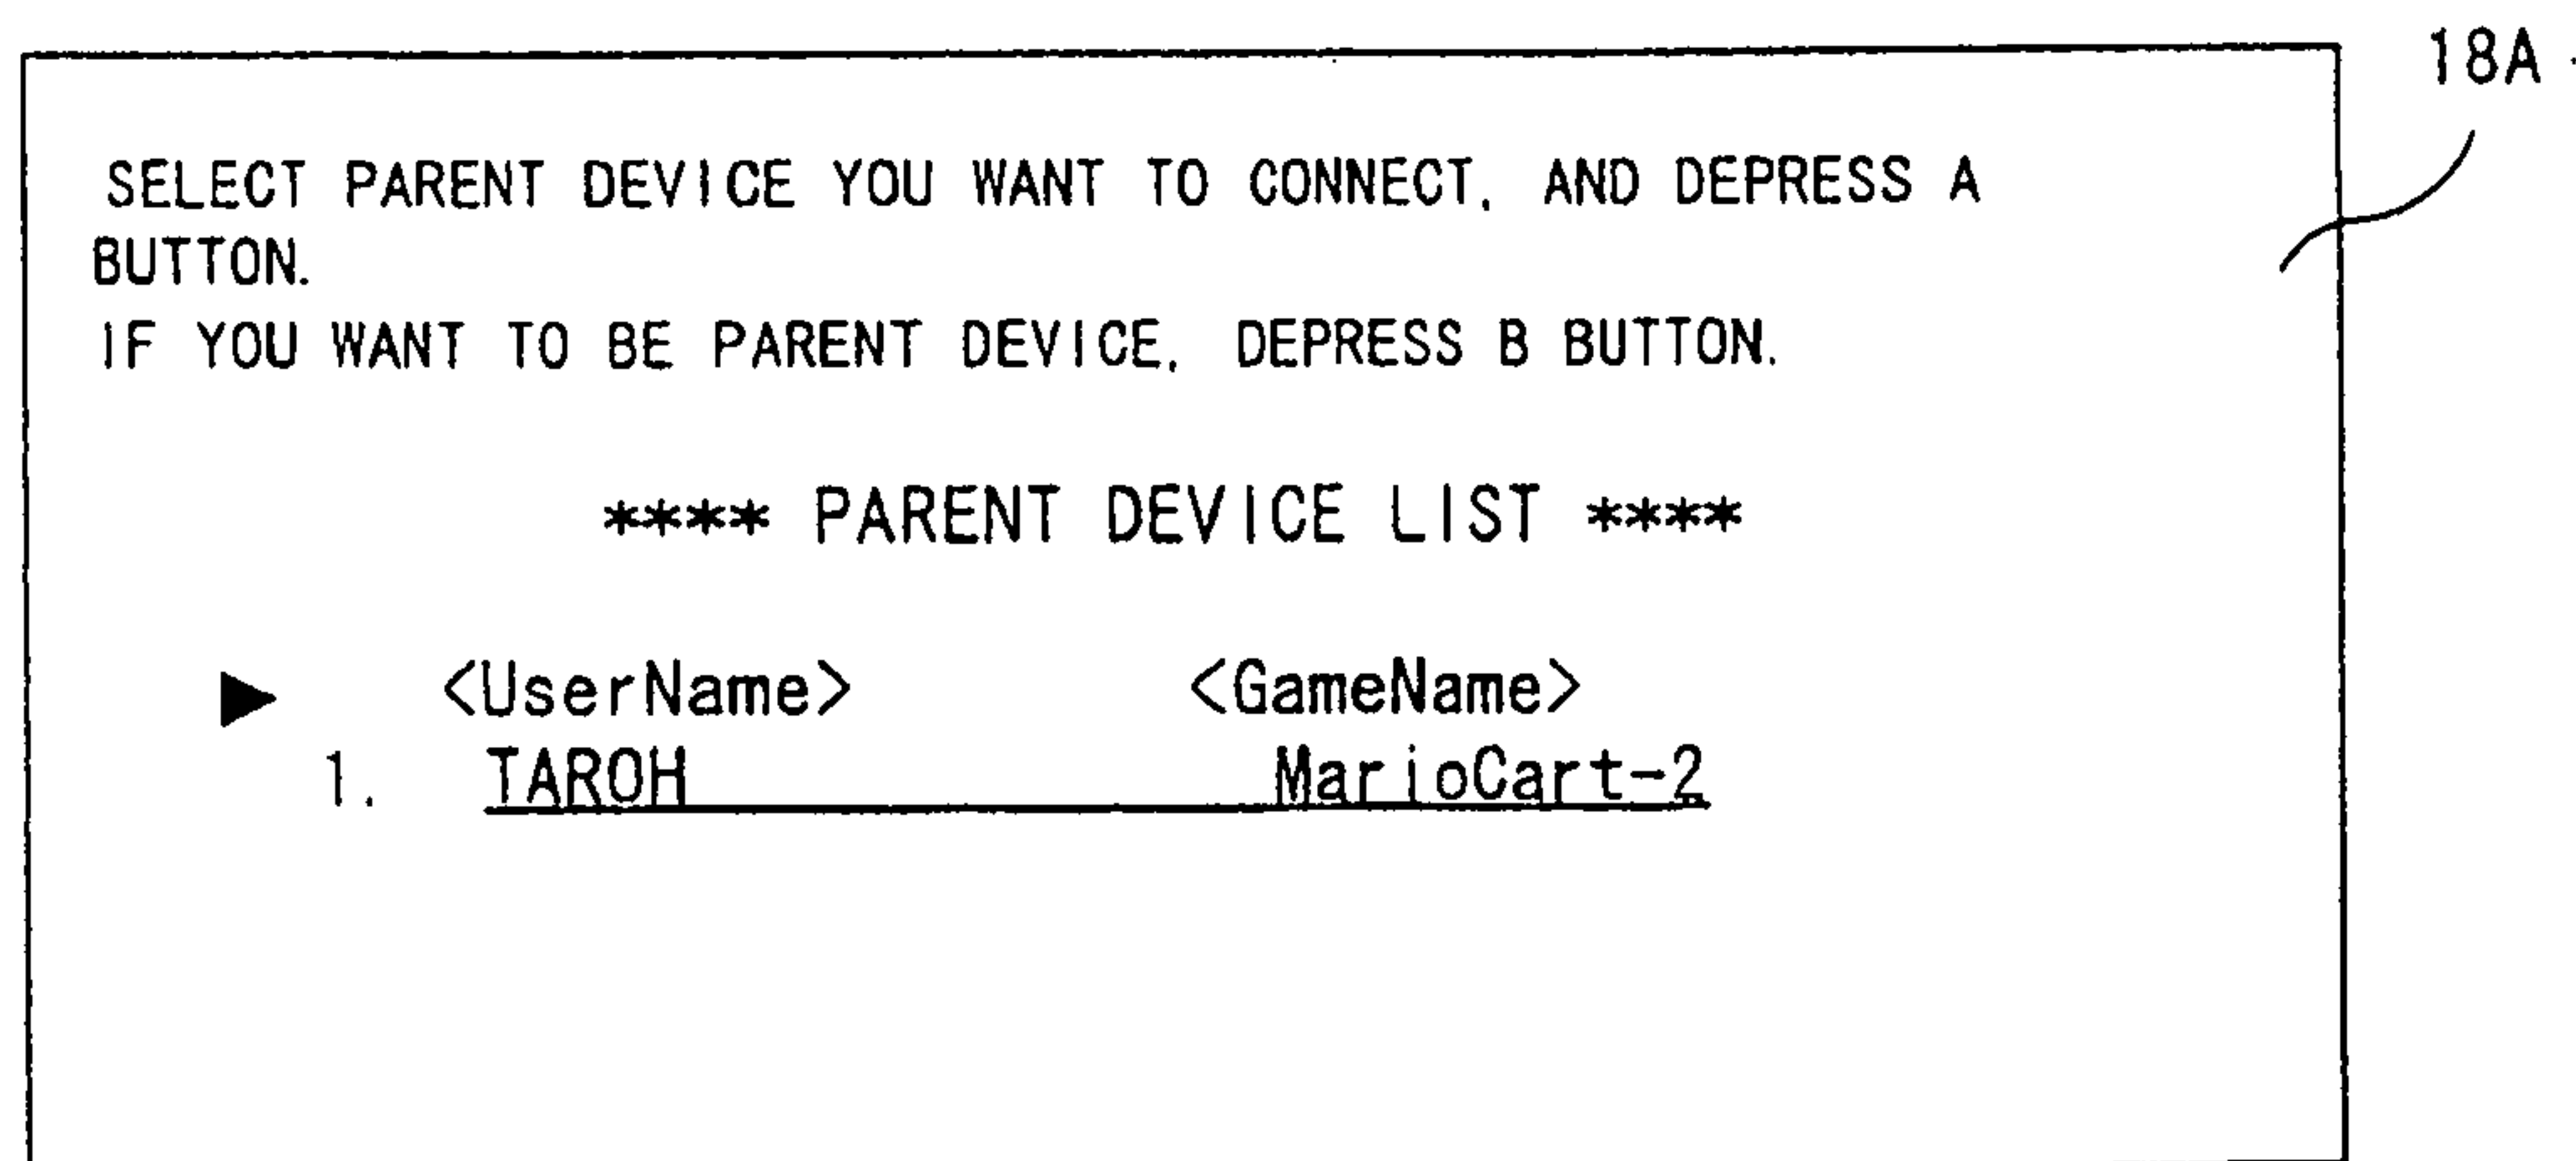 18A
SELECT PARENT DEVICE YOU WANT TO CONNECT, AND DEPRESS A
BUTTON.
IF YOU WANT TO BE PARENT DEVICE, DEPRESS B BUTTON.
**** PARENT DEVICE LIST ****
▶ <UserName> <GameName>
1. TAROH MarioCart-2